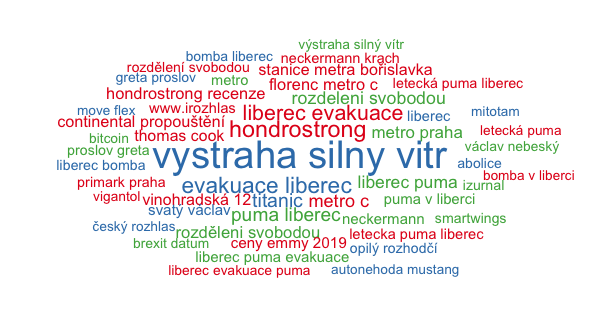 výstraha silný vítr
bomba liberec neckermann krach
rozdělení svobodou stanice metra bořislavka
greta proslov metro florenc metro c letecká puma liberec
hondrostrong recenze rozdeleni svobodou
move flex www.irozhlas liberec evakuace liberec mitotam
continental propouštění hondrostrong metro praha letecká puma
bitcoin thomas cook václav nebeský
proslov greta vystraha silny vitr abolice
liberec bomba bomba v liberci
primark praha evakuace liberec liberec puma izurnal
vigantol vinohradská 12 titanic metro c puma v liberci
svatý václav puma liberec neckermann smartwings
český rozhlas rozděleni svobodou letecka puma liberec
brexit datum ceny emmy 2019 opilý rozhodčí
liberec puma evakuace
liberec evakuace puma autonehoda mustang